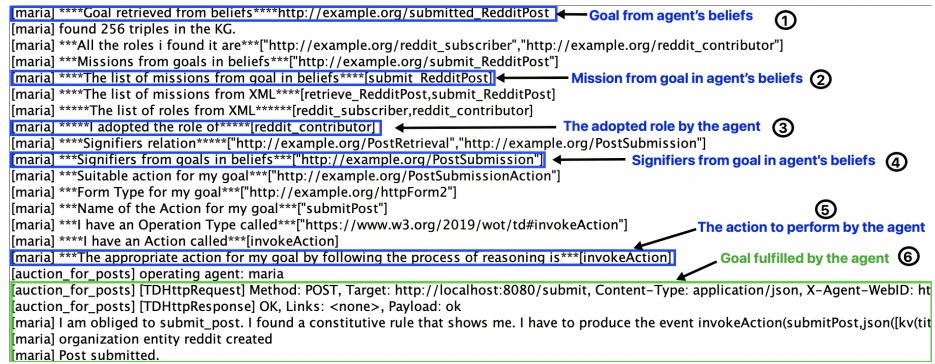 [maria] ****Goal retrieved from beliefs****http://example.org/submitted_RedditPost
Goal from agent's beliefs
1
[maria] found 256 triples in the KG.
[maria] ***All the roles i found it are***["http://example.org/reddit_subscriber","http://example.org/reddit_contributor"]
[maria] ***Missions from goals in beliefs***["http://example.org/submit_RedditPost"]
[maria] ****The list of missions from goal in beliefs****[submit_RedditPost]
Mission from goal in agent's beliefs
2
[maria] ****The list of missions from XML****[retrieve_RedditPost,submit_RedditPost]
[maria] *****The list of roles from XML******[reddit_subscriber,reddit_contributor]
[maria] *****I adopted the role of*****[reddit_contributor]
The adopted role by the agent
3
[maria] ****Signifiers relation*****["http://example.org/PostRetrieval","http://example.org/PostSubmission"]
[maria] ****Signifiers from goals in beliefs***["http://example.org/PostSubmission"]
Signifiers from goal in agent's beliefs
4
[maria] ***Suitable action for my goal***["http://example.org/PostSubmissionAction"]
[maria] ***Form Type for my goal***["http://example.org/httpForm2"]
[maria] ***Name of the Action for my goal***["submitPost"]
5
[maria] ***I have an Operation Type called***["https://www.w3.org/2019/wot/td#invokeAction"]
The action to perform by the agent
[maria] ****I have an Action called***[invokeAction]
[maria] ***The appropriate action for my goal by following the process of reasoning is***[invokeAction]
Goal fulfilled by the agent
6
[auction_for_posts] operating agent: maria
[auction_for_posts] [TDHttpRequest] Method: POST, Target: http://localhost:8080/submit, Content-Type: application/json, X-Agent-WebID: ht
[auction_for_posts] [TDHttpResponse] OK, Links: <none>, Payload: ok
[maria] I am obliged to submit_post. I found a constitutive rule that shows me. I have to produce the event invokeAction(submitPost,json([kv(tit
[maria] organization entity reddit created
[maria] Post submitted.